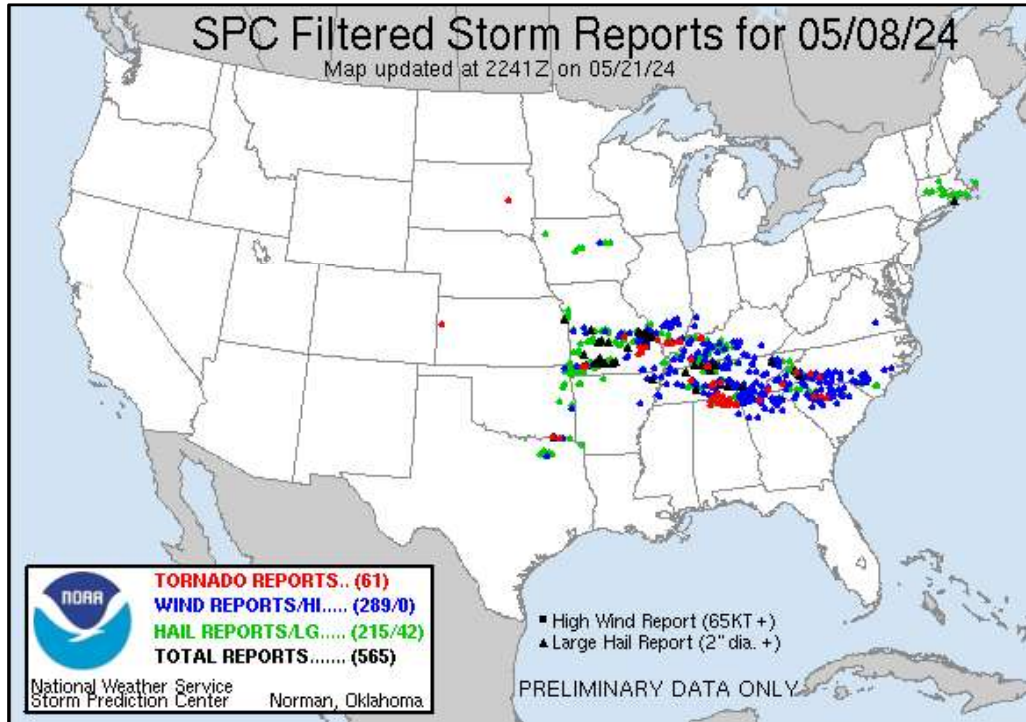 SPC Filtered Storm Reports for 05/08/24
Map updated at 2241Z on 05/21/24
NOAA
TORNADO REPORTS.. (61)
WIND REPORTS/HI..... (289/0)
HAIL REPORTS/LG..... (215/42)
TOTAL REPORTS....... (565)
National Weather Service
Storm Prediction Center
Norman, Oklahoma
High Wind Report (65KT +)
Large Hail Report (2" dia. +)
PRELIMINARY DATA ONLY